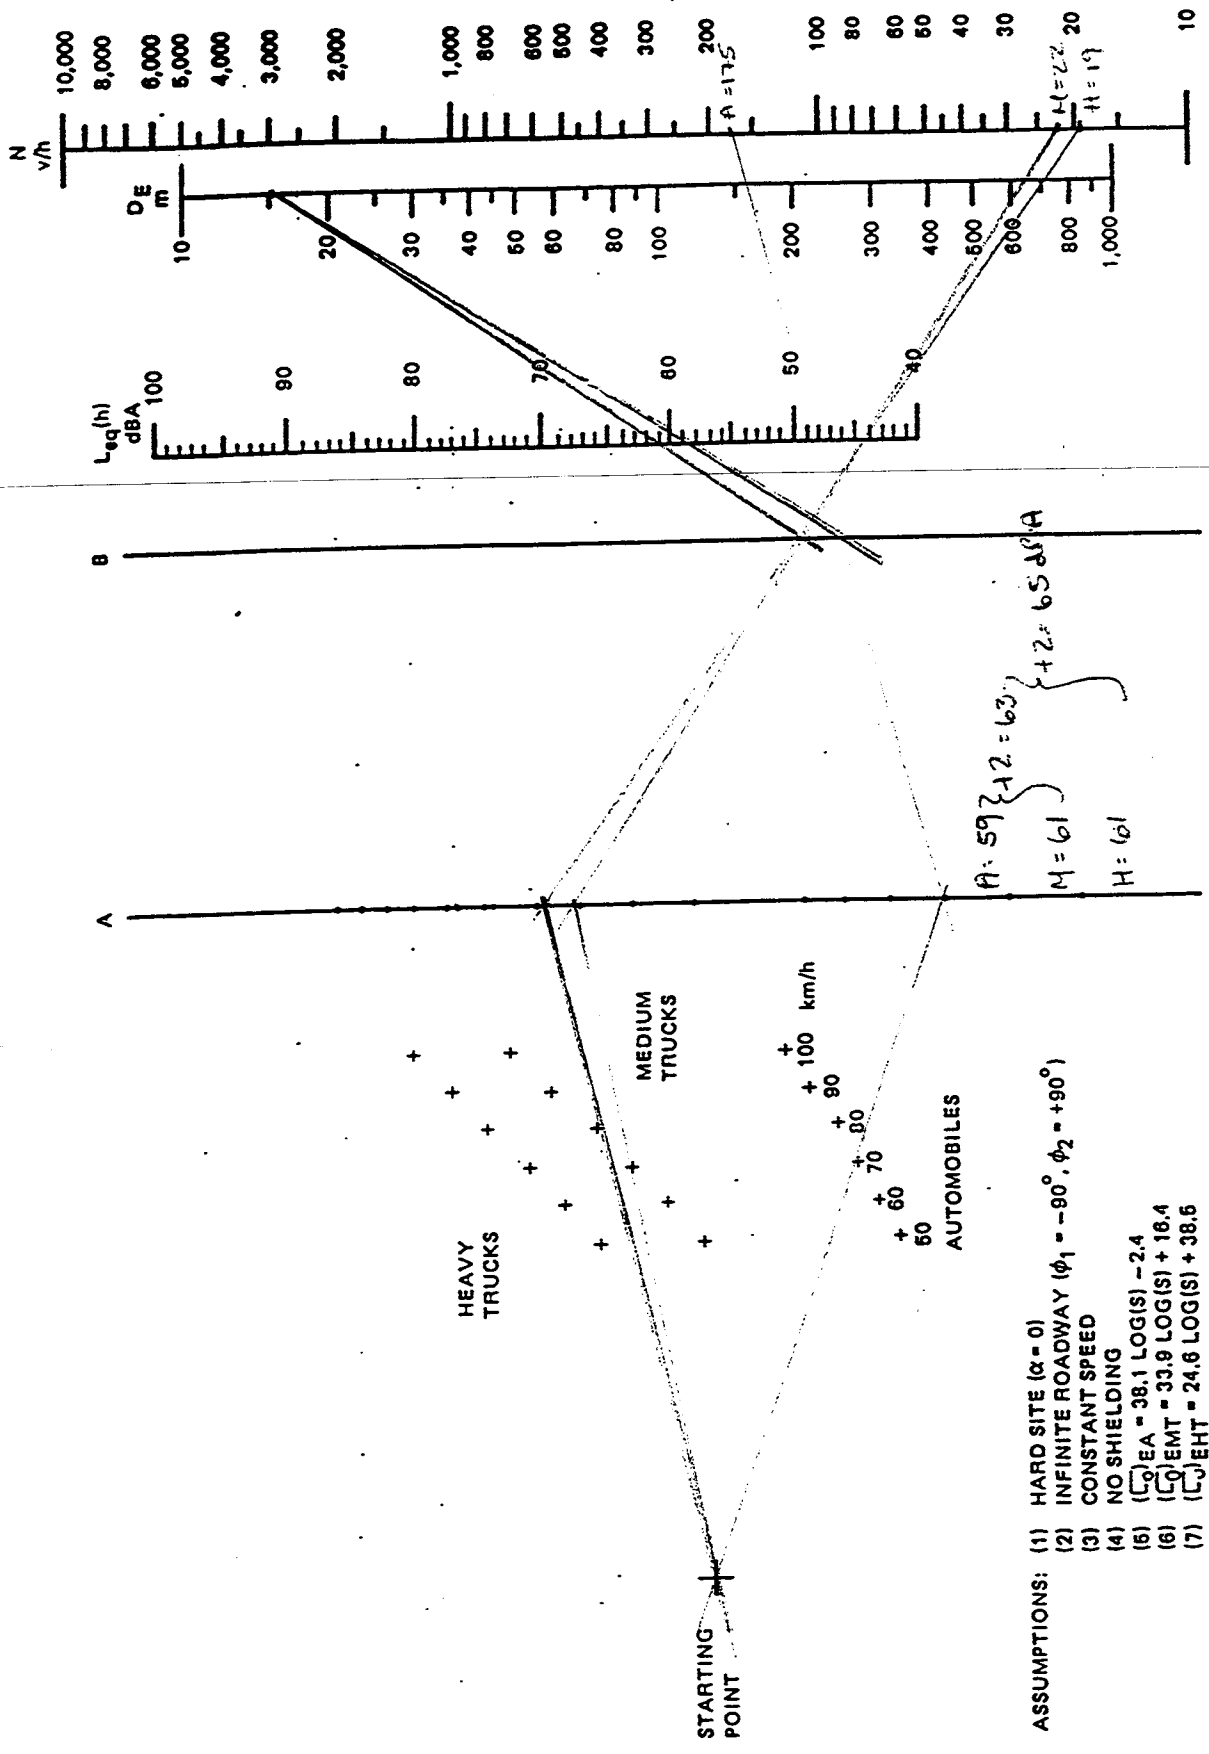 N
v/h
10,000
8,000
6,000
5,000
4,000
3,000
2,000
1,000
800
600
500
400
300
200
100
80
60
50
40
30
20
10
A=175
M=22
H=19
D_E
m
10
20
30
40
50
60
80
100
200
300
400
500
600
800
1,000
L_eq(h)
dBA
100
90
80
70
60
50
40
B
A
A: 59 } +2 = 63 } +2 = 65 dBA
M = 61
H: 61
HEAVY
TRUCKS
MEDIUM
TRUCKS
100 km/h
90
80
70
60
50
AUTOMOBILES
STARTING
POINT
ASSUMPTIONS: (1) HARD SITE (α = 0)
(2) INFINITE ROADWAY (ϕ1 = −90°, ϕ2 = +90°)
(3) CONSTANT SPEED
(4) NO SHIELDING
(5) (L̅o)EA = 38.1 LOG(S) − 2.4
(6) (L̅o)EMT = 33.9 LOG(S) + 16.4
(7) (L̅o)EHT = 24.6 LOG(S) + 38.5